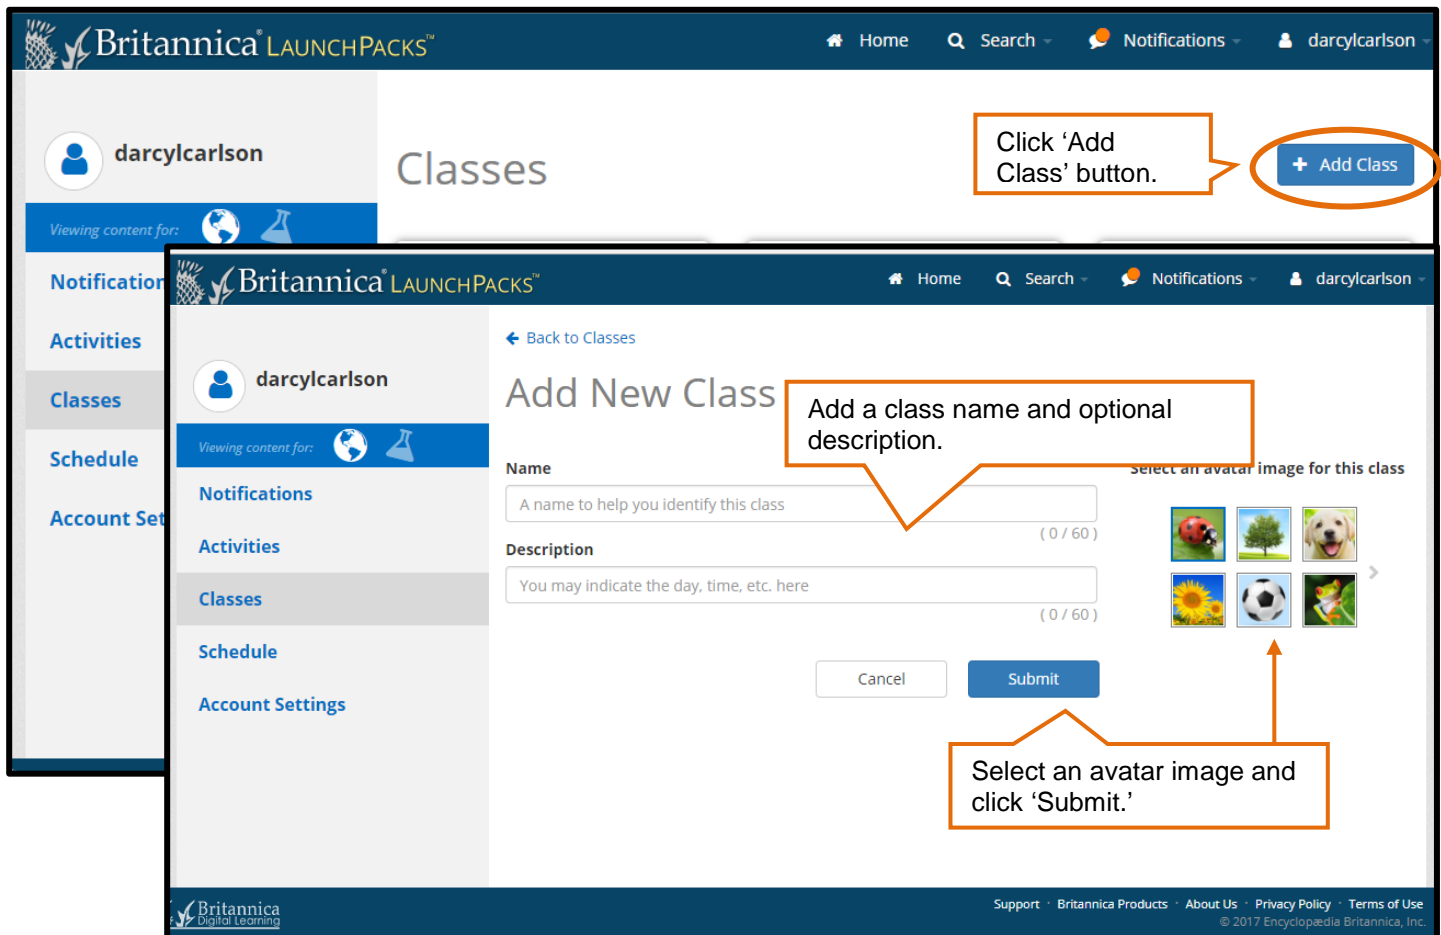 Britannica® LAUNCHPACKS™
Home Search Notifications darcylcarlson
darcylcarlson
Classes
Click ‘Add
Class’ button.
+ Add Class
Viewing content for:
Notification
Activities
Classes
Schedule
Account Set
Britannica® LAUNCHPACKS™
Home Search Notifications darcylcarlson
darcylcarlson
Viewing content for:
Notifications
Activities
Classes
Schedule
Account Settings
Back to Classes
Add New Class
Add a class name and optional
description.
Name
A name to help you identify this class
( 0 / 60 )
Description
You may indicate the day, time, etc. here
( 0 / 60 )
Select an avatar image for this class
Cancel
Submit
Select an avatar image and
click ‘Submit.’
Britannica
Digital Learning
Support · Britannica Products · About Us · Privacy Policy · Terms of Use
© 2017 Encyclopædia Britannica, Inc.